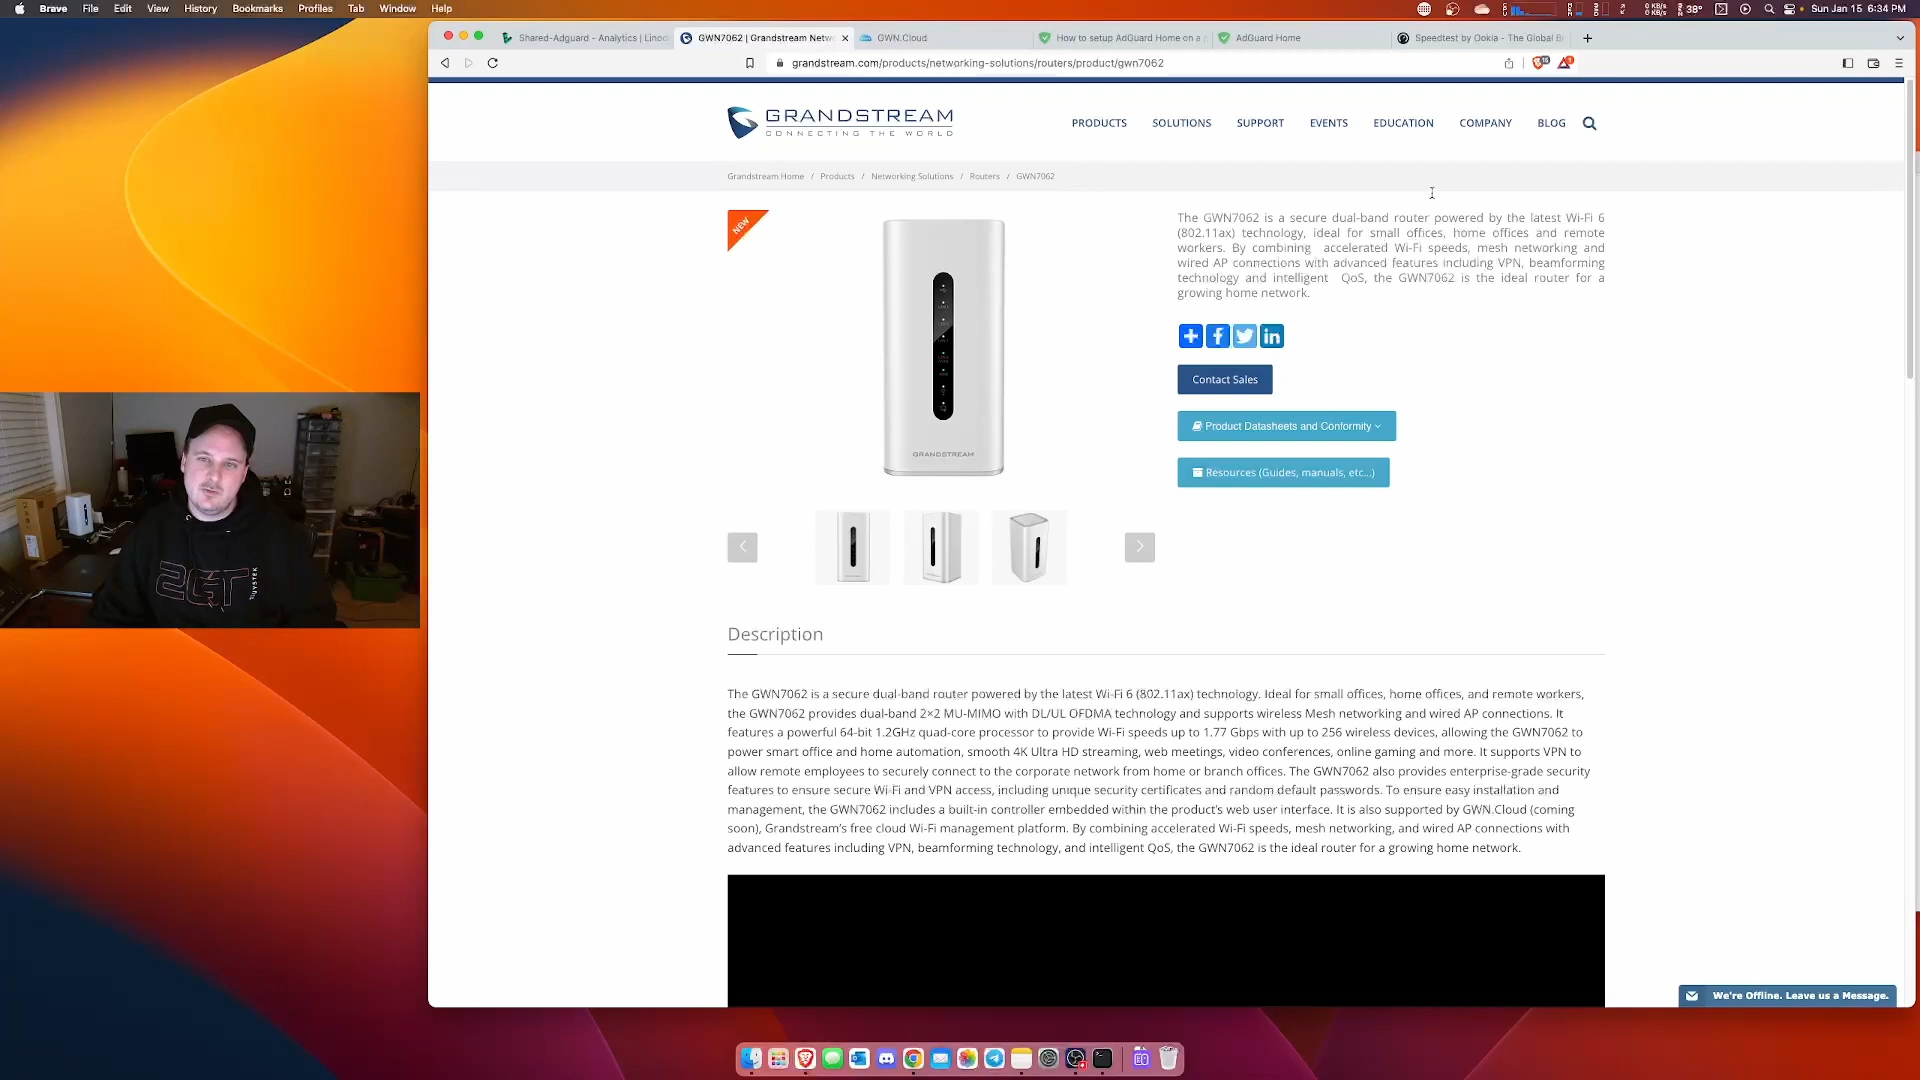 Brave File Edit View History Bookmarks Profiles Tab Window Help
38° Sun Jan 15 6:34 PM
Shared-Adguard - Analytics | Linod
GWN7062 | Grandstream Netw
GWN.Cloud
How to setup AdGuard Home on a
AdGuard Home
Speedtest by Ookla - The Global B
grandstream.com/products/networking-solutions/routers/product/gwn7062
GRANDSTREAM
CONNECTING THE WORLD
PRODUCTS SOLUTIONS SUPPORT EVENTS EDUCATION COMPANY BLOG
Grandstream Home / Products / Networking Solutions / Routers / GWN7062
NEW
The GWN7062 is a secure dual-band router powered by the latest Wi-Fi 6
(802.11ax) technology, ideal for small offices, home offices and remote
workers. By combining accelerated Wi-Fi speeds, mesh networking and
wired AP connections with advanced features including VPN, beamforming
technology and intelligent QoS, the GWN7062 is the ideal router for a
growing home network.
Contact Sales
Product Datasheets and Conformity
Resources (Guides, manuals, etc...)
GRANDSTREAM
Description
The GWN7062 is a secure dual-band router powered by the latest Wi-Fi 6 (802.11ax) technology. Ideal for small offices, home offices, and remote workers,
the GWN7062 provides dual-band 2×2 MU-MIMO with DL/UL OFDMA technology and supports wireless Mesh networking and wired AP connections. It
features a powerful 64-bit 1.2GHz quad-core processor to provide Wi-Fi speeds up to 1.77 Gbps with up to 256 wireless devices, allowing the GWN7062 to
power smart office and home automation, smooth 4K Ultra HD streaming, web meetings, video conferences, online gaming and more. It supports VPN to
allow remote employees to securely connect to the corporate network from home or branch offices. The GWN7062 also provides enterprise-grade security
features to ensure secure Wi-Fi and VPN access, including unique security certificates and random default passwords. To ensure easy installation and
management, the GWN7062 includes a built-in controller embedded within the product's web user interface. It is also supported by GWN.Cloud (coming
soon), Grandstream's free cloud Wi-Fi management platform. By combining accelerated Wi-Fi speeds, mesh networking, and wired AP connections with
advanced features including VPN, beamforming technology, and intelligent QoS, the GWN7062 is the ideal router for a growing home network.
We're Offline. Leave us a Message.